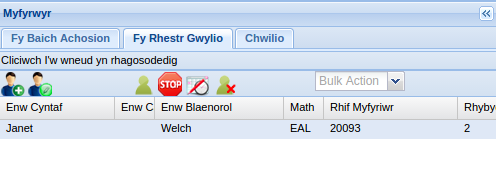 Myfyrwyr
Fy Baich Achosion Fy Rhestr Gwylio Chwilio
Cliciwch I'w wneud yn rhagosodedig
STOP Bulk Action
Enw Cyntaf Enw C Enw Blaenorol Math Rhif Myfyriwr Rhyby
Janet Welch EAL 20093 2